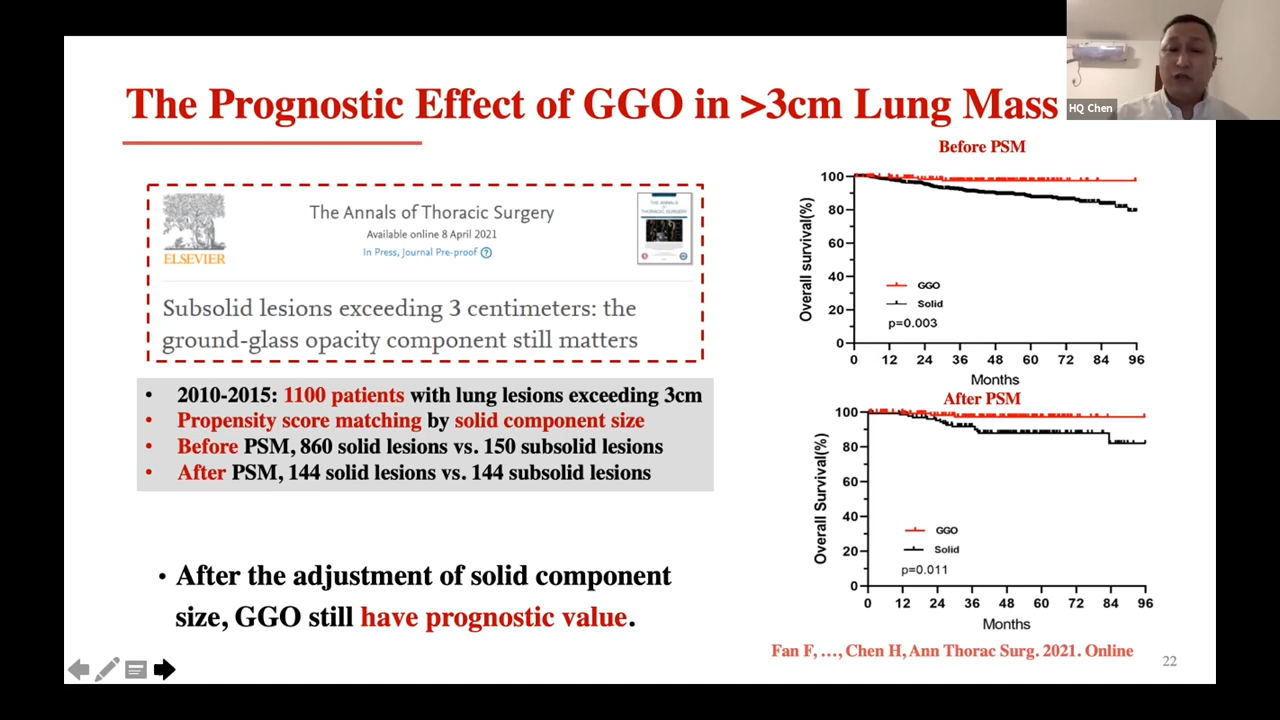 The Prognostic Effect of GGO in >3cm Lung Mass
HQ Chen
ELSEVIER
The Annals of Thoracic Surgery
Available online 8 April 2021
In Press, Journal Pre-proof ?
THE ANNALS
THORACIC SURGERY
Subsolid lesions exceeding 3 centimeters: the
ground-glass opacity component still matters
• 2010-2015: 1100 patients with lung lesions exceeding 3cm
• Propensity score matching by solid component size
• Before PSM, 860 solid lesions vs. 150 subsolid lesions
• After PSM, 144 solid lesions vs. 144 subsolid lesions
• After the adjustment of solid component
size, GGO still have prognostic value.
Before PSM
Overall survival(%)
100
80
60
40
20
0
GGO
Solid
p=0.003
0 12 24 36 48 60 72 84 96
Months
After PSM
Overall Survival(%)
100
80
60
40
20
0
GGO
Solid
p=0.011
0 12 24 36 48 60 72 84 96
Months
Fan F, …, Chen H, Ann Thorac Surg. 2021. Online
22